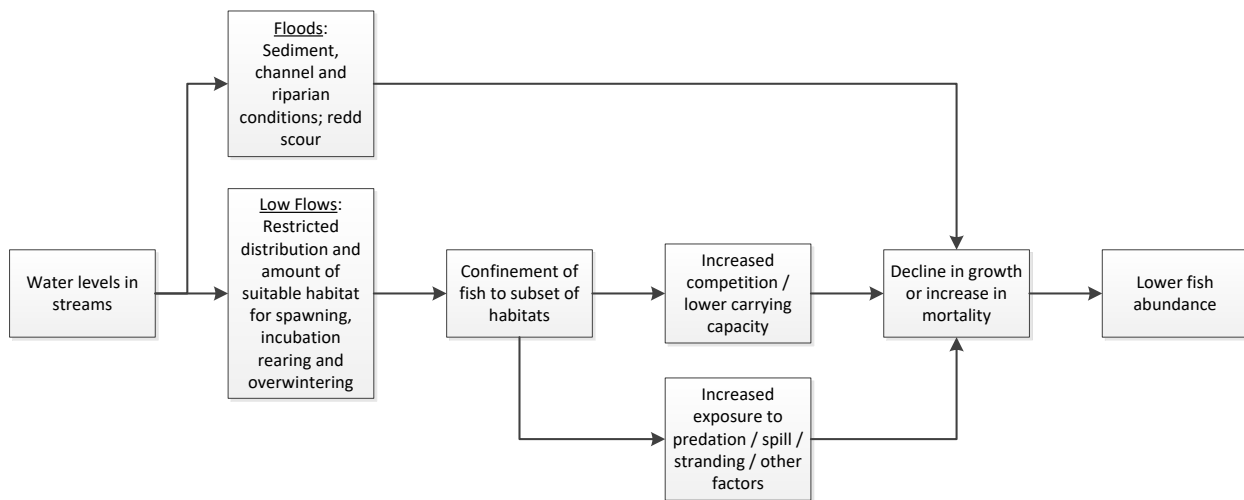 Floods:
Sediment,
channel and
riparian
conditions; redd
scour
Water levels in
streams
Low Flows:
Restricted
distribution and
amount of
suitable habitat
for spawning,
incubation
rearing and
overwintering
Confinement of
fish to subset of
habitats
Increased
competition /
lower carrying
capacity
Increased
exposure to
predation / spill /
stranding / other
factors
Decline in growth
or increase in
mortality
Lower fish
abundance